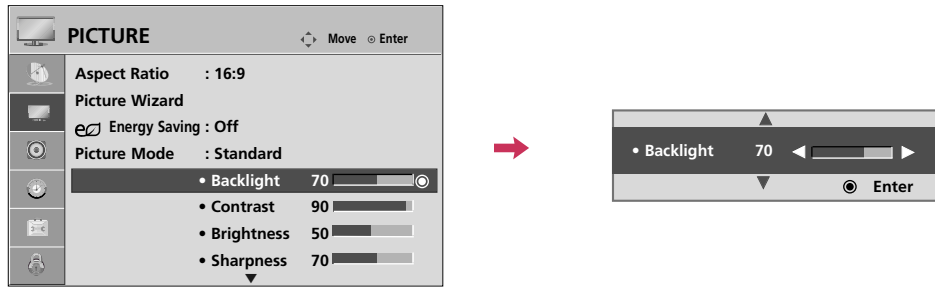 PICTURE
Move ⊙ Enter
Aspect Ratio : 16:9
Picture Wizard
Energy Saving : Off
Picture Mode : Standard
• Backlight 70
• Contrast 90
• Brightness 50
• Sharpness 70
• Backlight 70
Enter